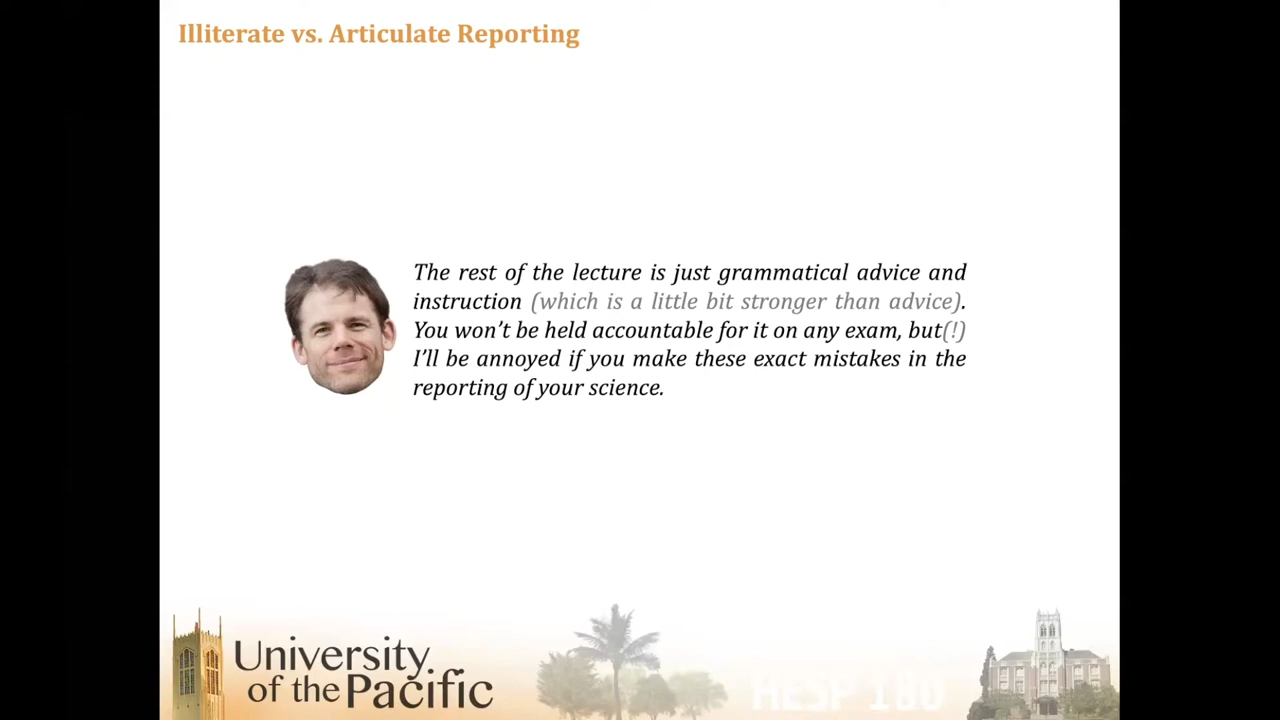 Illiterate vs. Articulate Reporting
The rest of the lecture is just grammatical advice and
instruction (which is a little bit stronger than advice).
You won’t be held accountable for it on any exam, but(!)
I’ll be annoyed if you make these exact mistakes in the
reporting of your science.
University
of the Pacific
HESP 180